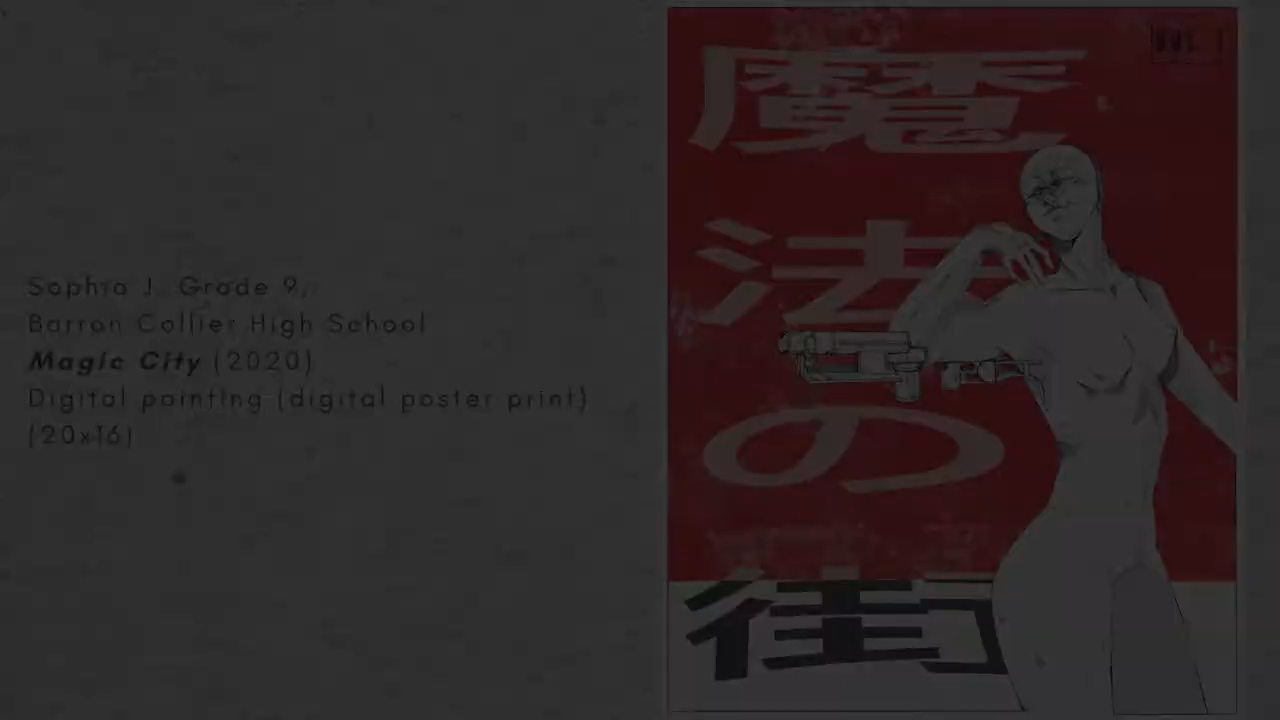 Sophia J. Grade 9,
Barron Collier High School
Magic City (2020)
Digital painting (digital poster print)
(20x16)
魔
法
の
街